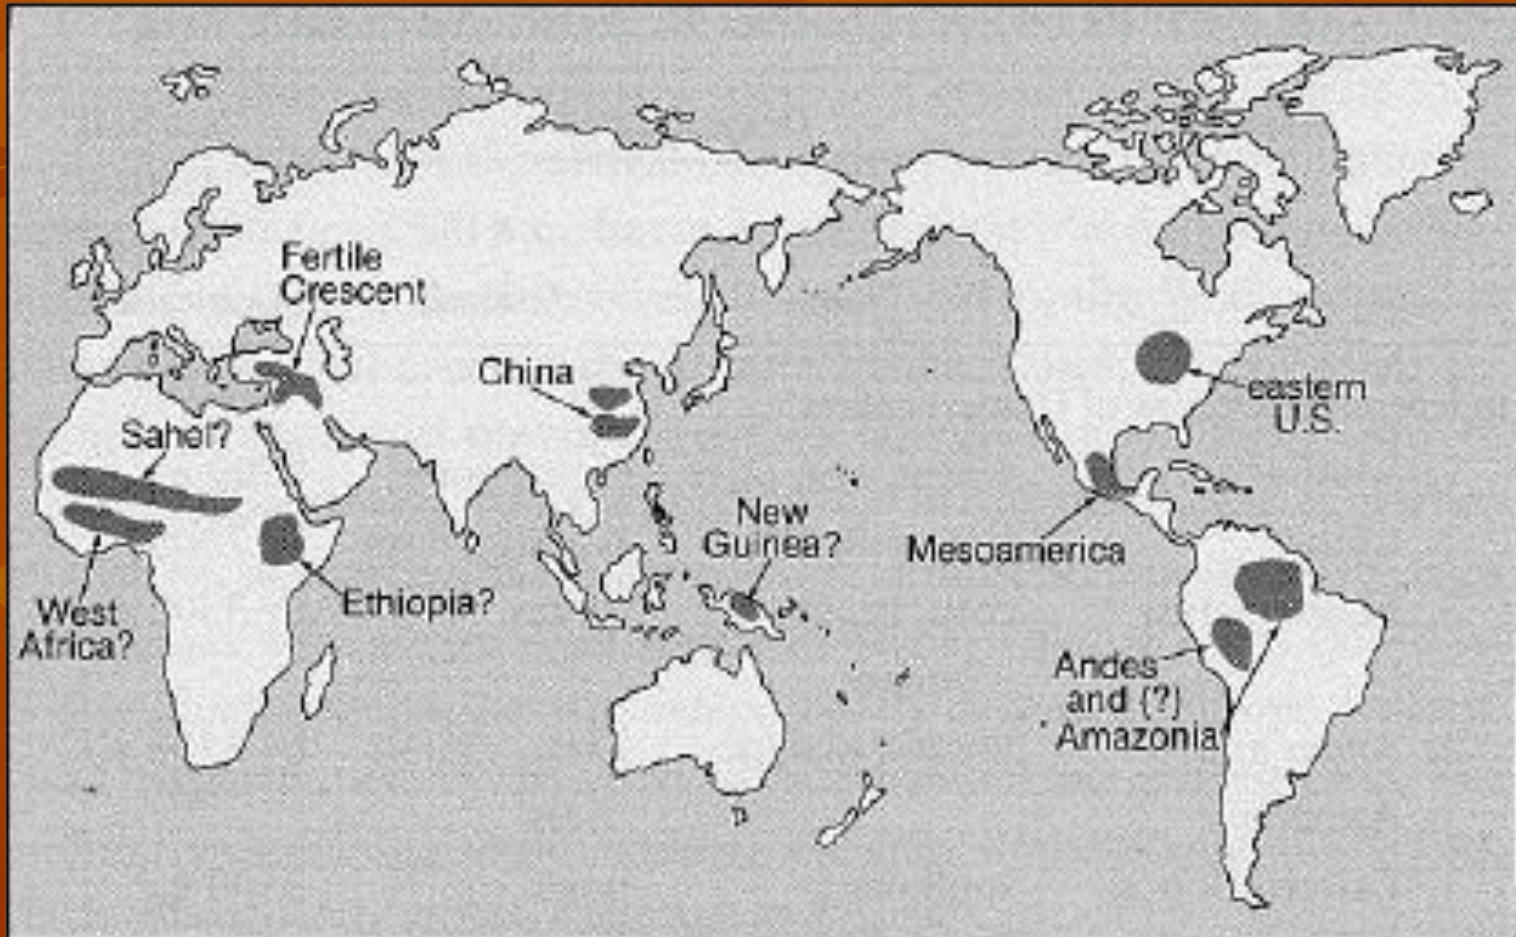 Fertile
Crescent
China
Sahel?
eastern
U.S.
New
Guinea?
Mesoamerica
West
Africa?
Ethiopia?
Andes
and (?)
Amazonia